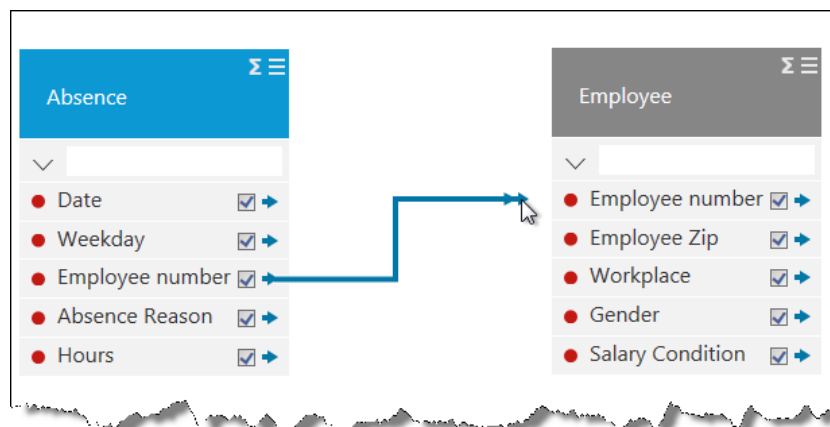 Σ
Absence
Date
Weekday
Employee number
Absence Reason
Hours
Σ
Employee
Employee number
Employee Zip
Workplace
Gender
Salary Condition